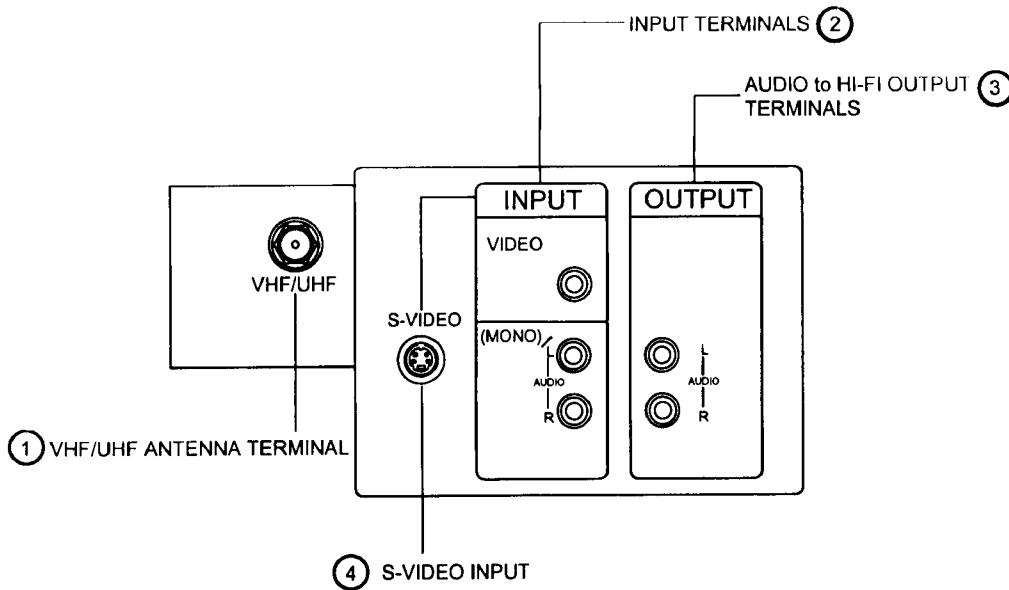 INPUT TERMINALS 2
AUDIO to HI-FI OUTPUT 3
TERMINALS
INPUT
OUTPUT
VIDEO
VHF/UHF
S-VIDEO
(MONO)
L
AUDIO
AUDIO
R
R
1 VHF/UHF ANTENNA TERMINAL
4 S-VIDEO INPUT